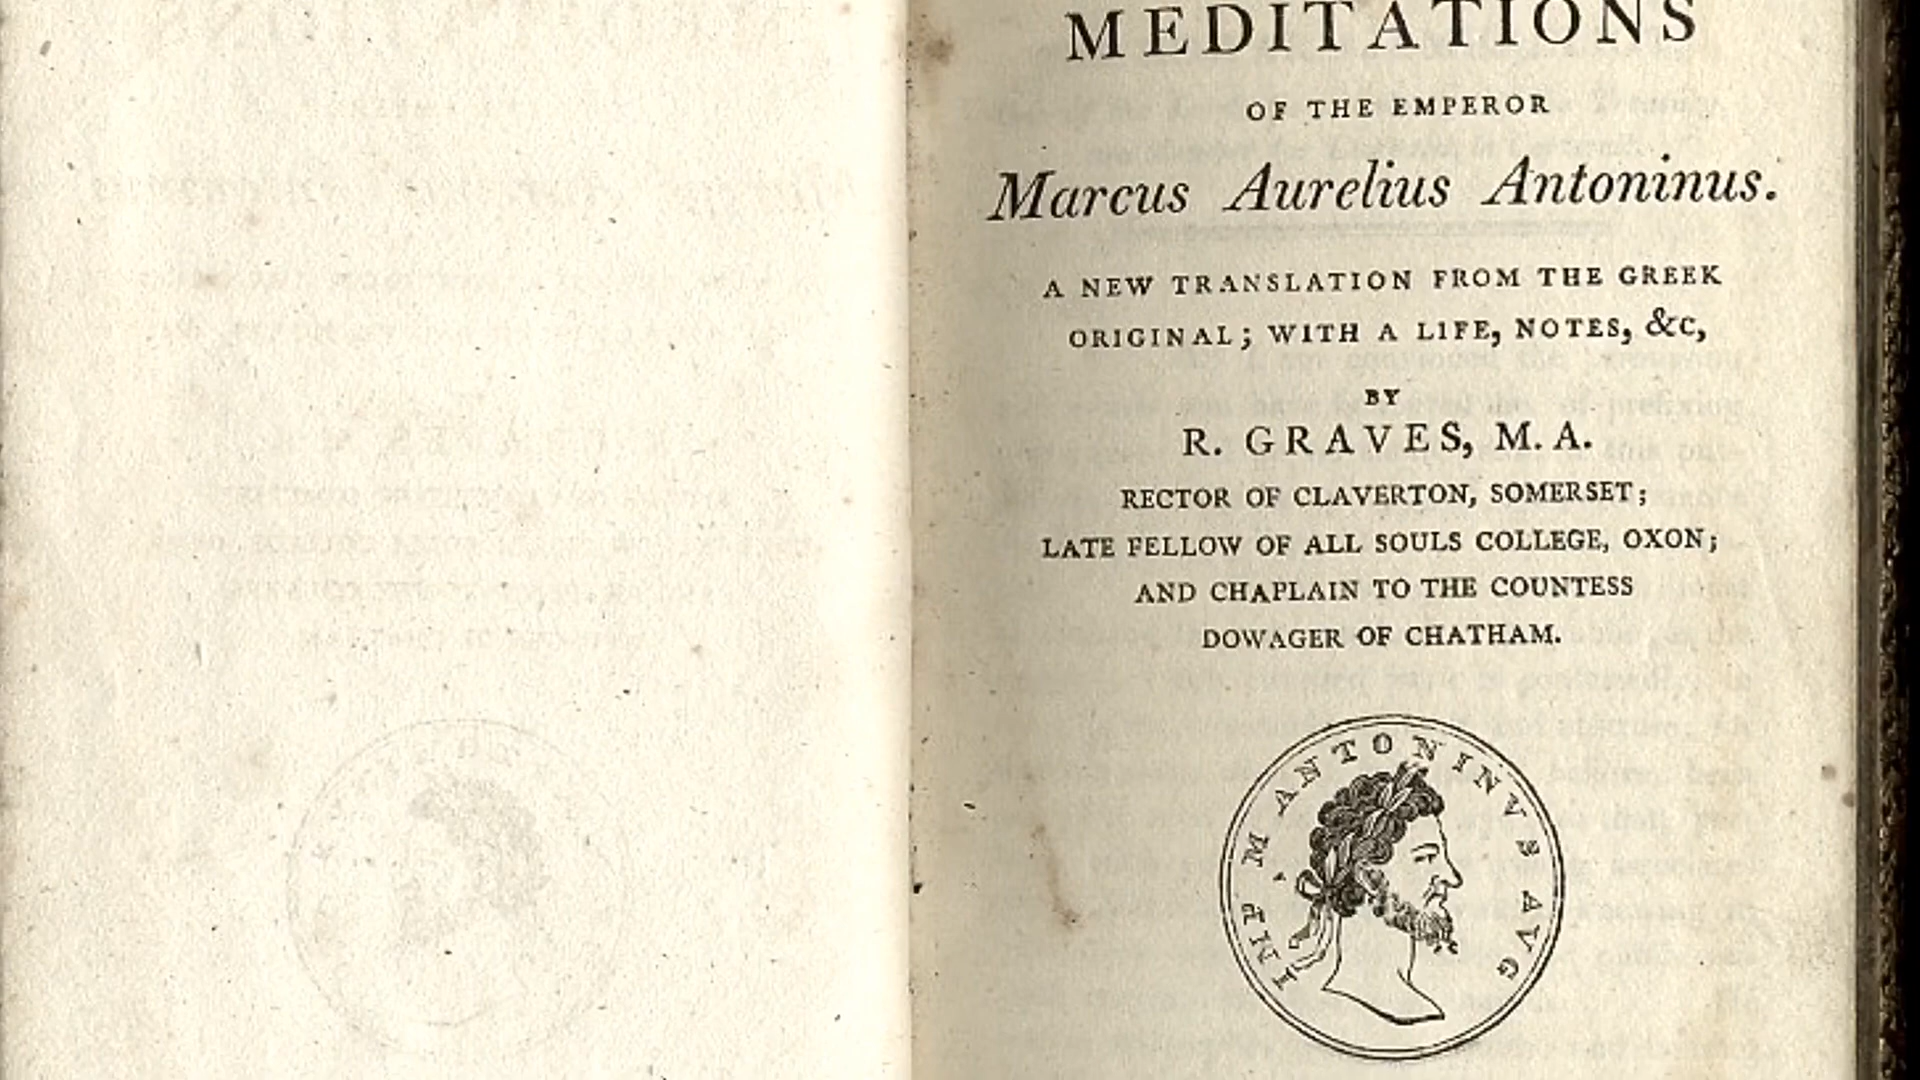 MEDITATIONS
OF THE EMPEROR
Marcus Aurelius Antoninus.
A NEW TRANSLATION FROM THE GREEK
ORIGINAL; WITH A LIFE, NOTES, &c,
BY
R. GRAVES, M. A.
RECTOR OF CLAVERTON, SOMERSET;
LATE FELLOW OF ALL SOULS COLLEGE, OXON;
AND CHAPLAIN TO THE COUNTESS
DOWAGER OF CHATHAM.
IMP M ANTONINVS AVG